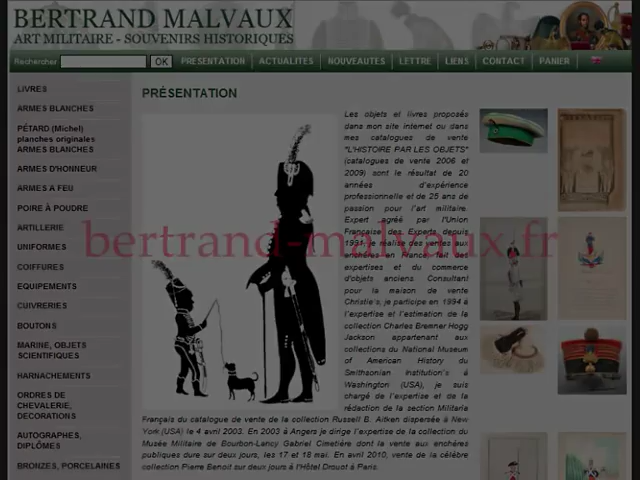 BERTRAND MALVAUX
ART MILITAIRE - SOUVENIRS HISTORIQUES
Rechercher OK PRESENTATION ACTUALITES NOUVEAUTES LETTRE LIENS CONTACT PANIER
LIVRES
ARMES BLANCHES
PÉTARD (Michel)
planches originales
ARMES BLANCHES
ARMES D'HONNEUR
ARMES A FEU
POIRE À POUDRE
ARTILLERIE
UNIFORMES
COIFFURES
EQUIPEMENTS
CUIVRERIES
BOUTONS
MARINE, OBJETS
SCIENTIFIQUES
HARNACHEMENTS
ORDRES DE
CHEVALERIE,
DECORATIONS
AUTOGRAPHES,
DIPLÔMES
BRONZES, PORCELAINES
PRÉSENTATION
Les objets et livres proposés
dans mon site internet ou dans
mes catalogues de vente
"L'HISTOIRE PAR LES OBJETS"
(catalogues de vente 2006 et
2009) sont le résultat de 20
années d'expérience
professionnelle et de 25 ans de
passion pour l'art militaire.
Expert agréé par l'Union
Française des Experts depuis
1991, je réalise des ventes aux
enchères en France, fait des
expertises et du commerce
d'objets anciens. Consultant
pour la maison de vente
Christie's, je participe en 1994 à
l'expertise et l'estimation de la
collection Charles Bremner Hogg
Jackson appartenant aux
collections du National Museum
of American History du
Smithsonian Institution's à
Washington (USA), je suis
chargé de l'expertise et de la
rédaction de la section Militaria
Français du catalogue de vente de la collection Russell B. Aitken dispersée à New
York (USA) le 4 avril 2003. En 2003 à Angers je dirige l'expertise de la collection du
Musée Militaire de Bourbon-Lancy Gabriel Cimetière dont la vente aux enchères
publiques dure sur deux jours, les 17 et 18 mai. En avril 2010, vente de la célèbre
collection Pierre Benoit sur deux jours à l'Hôtel Drouot à Paris.
bertrand-malvaux.fr